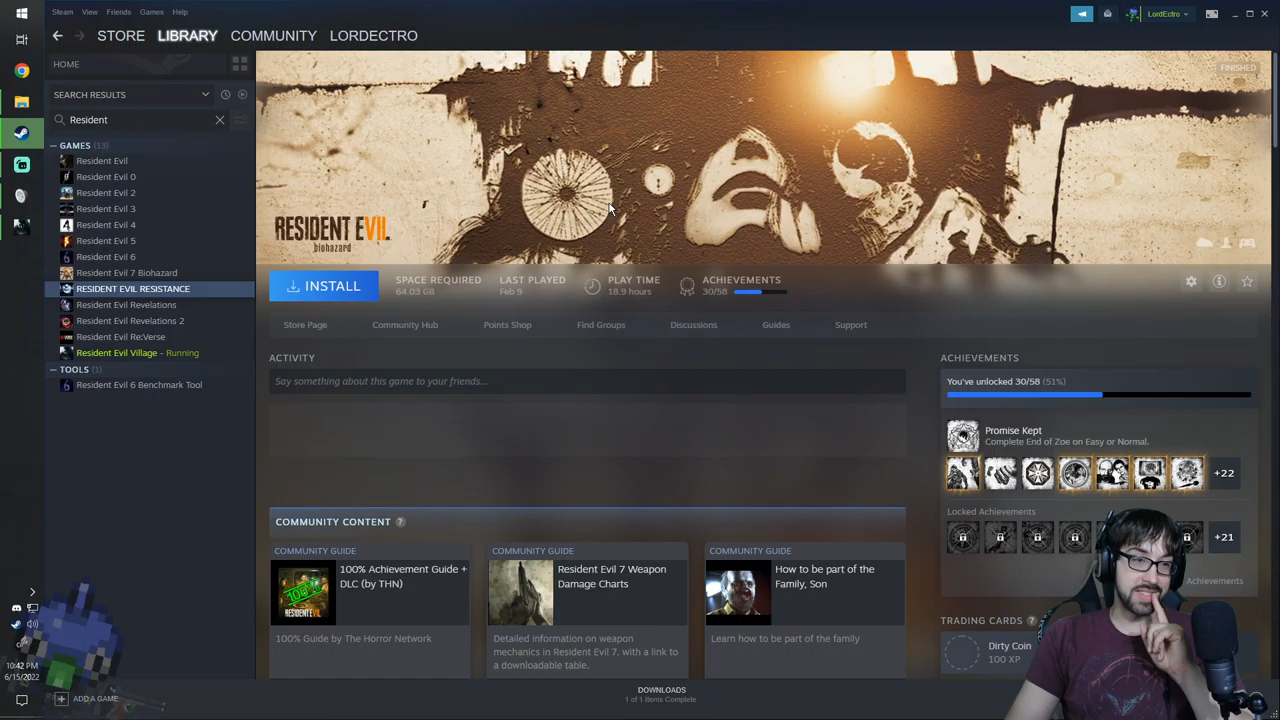 Steam View Friends Games Help
LordEctro
STORE LIBRARY COMMUNITY LORDECTRO
HOME
SEARCH RESULTS
Resident
GAMES (13)
Resident Evil
Resident Evil 0
Resident Evil 2
Resident Evil 3
Resident Evil 4
Resident Evil 5
Resident Evil 6
Resident Evil 7 Biohazard
RESIDENT EVIL RESISTANCE
Resident Evil Revelations
Resident Evil Revelations 2
Resident Evil Re:Verse
Resident Evil Village - Running
TOOLS (1)
Resident Evil 6 Benchmark Tool
FINISHED
RESIDENT EVIL
biohazard
INSTALL
SPACE REQUIRED
64.03 GB
LAST PLAYED
Feb 9
PLAY TIME
18.9 hours
ACHIEVEMENTS
30/58
Store Page Community Hub Points Shop Find Groups Discussions Guides Support
ACTIVITY
Say something about this game to your friends...
COMMUNITY CONTENT ?
COMMUNITY GUIDE
100% Achievement Guide +
DLC (by THN)
100% Guide by The Horror Network
COMMUNITY GUIDE
Resident Evil 7 Weapon
Damage Charts
Detailed information on weapon
mechanics in Resident Evil 7, with a link to
a downloadable table.
COMMUNITY GUIDE
How to be part of the
Family, Son
Learn how to be part of the family
ACHIEVEMENTS
You've unlocked 30/58 (51%)
Promise Kept
Complete End of Zoe on Easy or Normal.
+22
Locked Achievements
+21
Achievements
TRADING CARDS ?
Dirty Coin
100 XP
10:42 PM
6/15/2022
ADD A GAME
DOWNLOADS
1 of 1 Items Complete